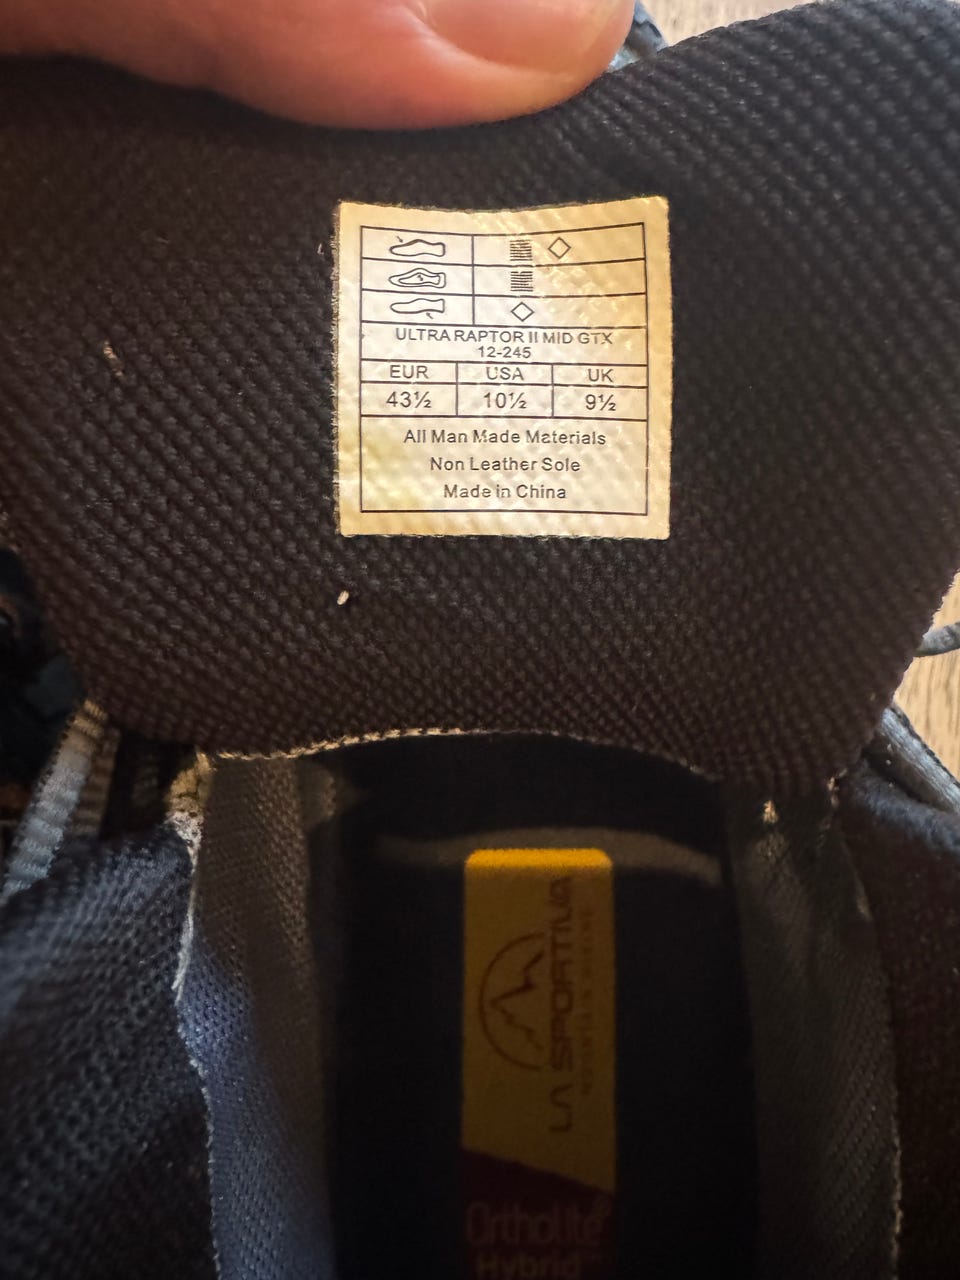 ULTRA RAPTOR II MID GTX
12-245
EUR USA UK
43½ 10½ 9½
All Man Made Materials
Non Leather Sole
Made in China
LA SPORTIVA
Ortholite
Hybrid